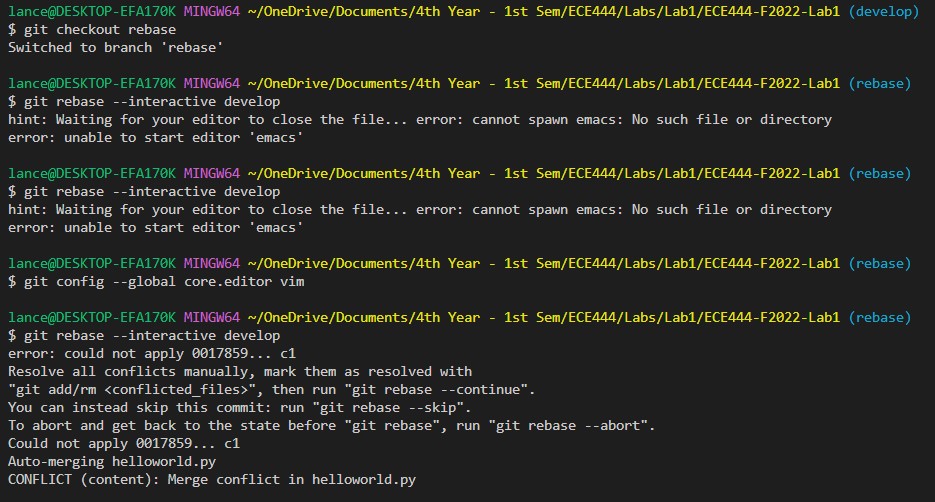 lance@DESKTOP-EFA170K MINGW64 ~/OneDrive/Documents/4th Year - 1st Sem/ECE444/Labs/Lab1/ECE444-F2022-Lab1 (develop)
$ git checkout rebase
Switched to branch 'rebase'
lance@DESKTOP-EFA170K MINGW64 ~/OneDrive/Documents/4th Year - 1st Sem/ECE444/Labs/Lab1/ECE444-F2022-Lab1 (rebase)
$ git rebase --interactive develop
hint: Waiting for your editor to close the file... error: cannot spawn emacs: No such file or directory
error: unable to start editor 'emacs'
lance@DESKTOP-EFA170K MINGW64 ~/OneDrive/Documents/4th Year - 1st Sem/ECE444/Labs/Lab1/ECE444-F2022-Lab1 (rebase)
$ git rebase --interactive develop
hint: Waiting for your editor to close the file... error: cannot spawn emacs: No such file or directory
error: unable to start editor 'emacs'
lance@DESKTOP-EFA170K MINGW64 ~/OneDrive/Documents/4th Year - 1st Sem/ECE444/Labs/Lab1/ECE444-F2022-Lab1 (rebase)
$ git config --global core.editor vim
lance@DESKTOP-EFA170K MINGW64 ~/OneDrive/Documents/4th Year - 1st Sem/ECE444/Labs/Lab1/ECE444-F2022-Lab1 (rebase)
$ git rebase --interactive develop
error: could not apply 0017859... c1
Resolve all conflicts manually, mark them as resolved with
"git add/rm <conflicted_files>", then run "git rebase --continue".
You can instead skip this commit: run "git rebase --skip".
To abort and get back to the state before "git rebase", run "git rebase --abort".
Could not apply 0017859... c1
Auto-merging helloworld.py
CONFLICT (content): Merge conflict in helloworld.py